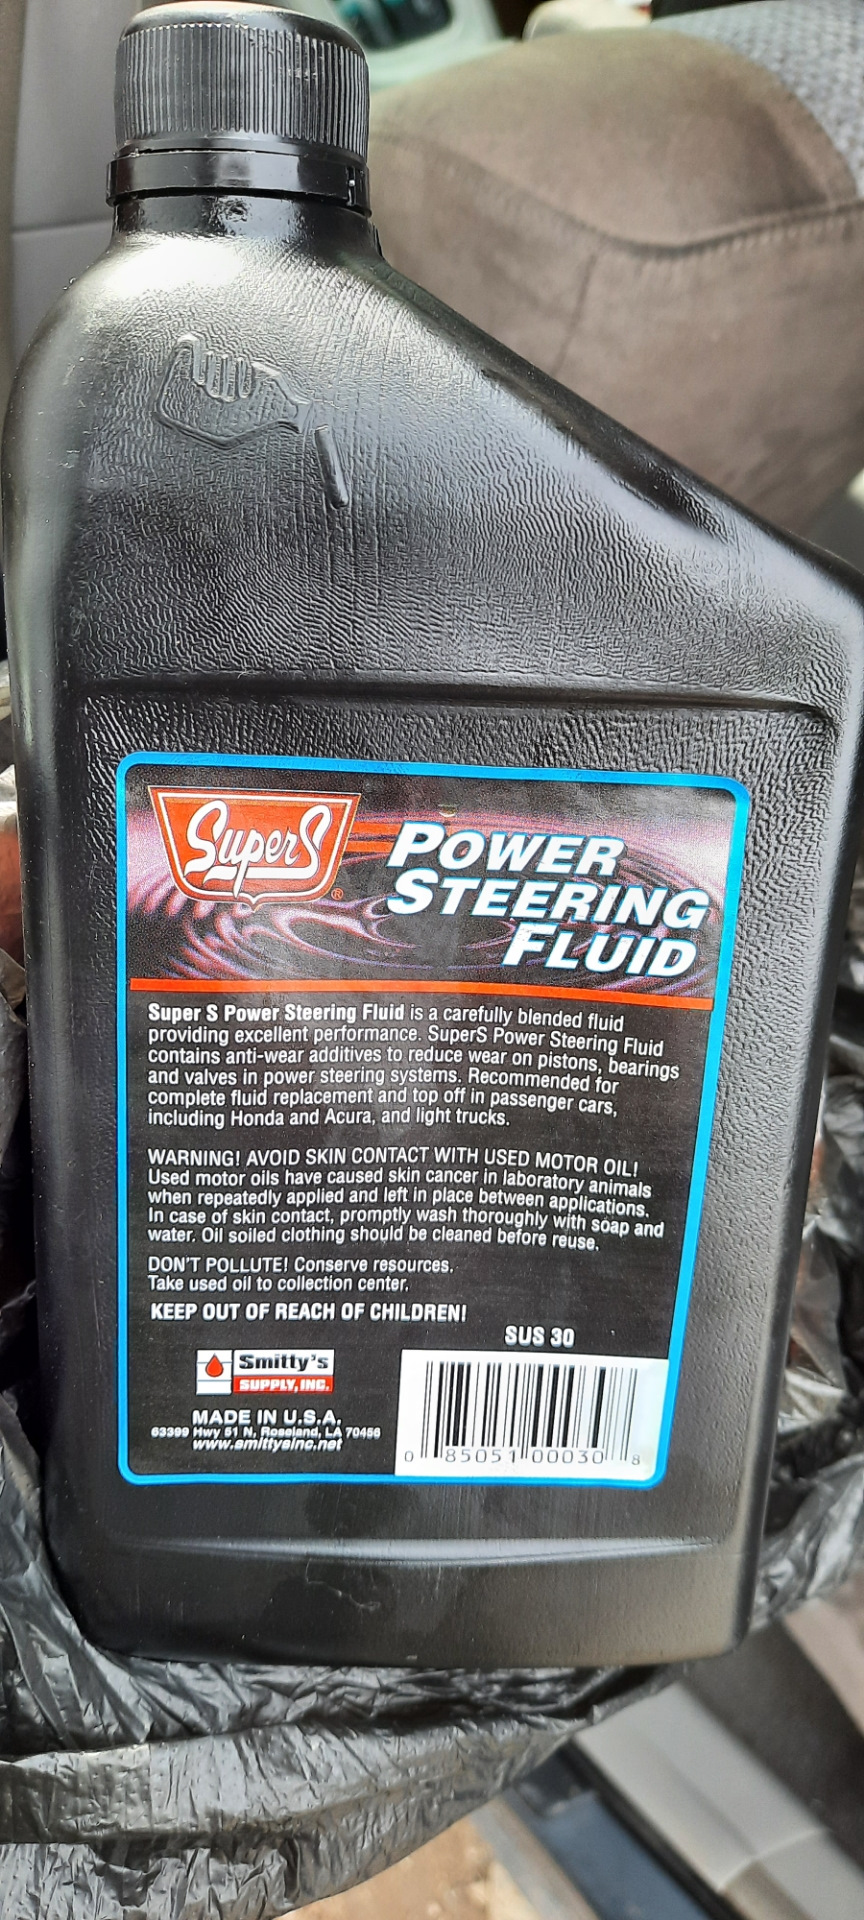 SuperS®
POWER
STEERING
FLUID
Super S Power Steering Fluid is a carefully blended fluid
providing excellent performance. SuperS Power Steering Fluid
contains anti-wear additives to reduce wear on pistons, bearings
and valves in power steering systems. Recommended for
complete fluid replacement and top off in passenger cars,
including Honda and Acura, and light trucks.
WARNING! AVOID SKIN CONTACT WITH USED MOTOR OIL!
Used motor oils have caused skin cancer in laboratory animals
when repeatedly applied and left in place between applications.
In case of skin contact, promptly wash thoroughly with soap and
water. Oil soiled clothing should be cleaned before reuse.
DON'T POLLUTE! Conserve resources.
Take used oil to collection center.
KEEP OUT OF REACH OF CHILDREN!
SUS 30
Smitty's
SUPPLY, INC.
MADE IN U.S.A.
63399 Hwy 51 N, Roseland, LA 70456
www.smittysinc.net
0 85051 00030 8